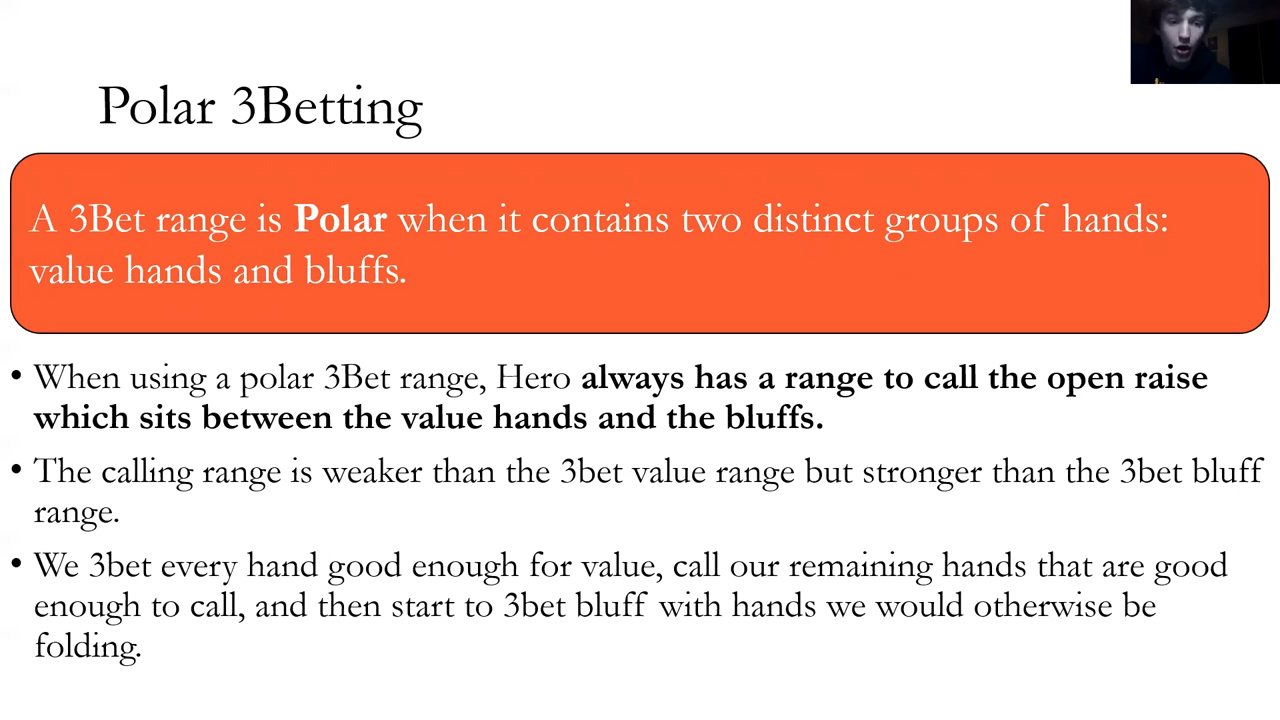 Polar 3Betting
A 3Bet range is Polar when it contains two distinct groups of hands:
value hands and bluffs.
• When using a polar 3Bet range, Hero always has a range to call the open raise
which sits between the value hands and the bluffs.
• The calling range is weaker than the 3bet value range but stronger than the 3bet bluff
range.
• We 3bet every hand good enough for value, call our remaining hands that are good
enough to call, and then start to 3bet bluff with hands we would otherwise be
folding.